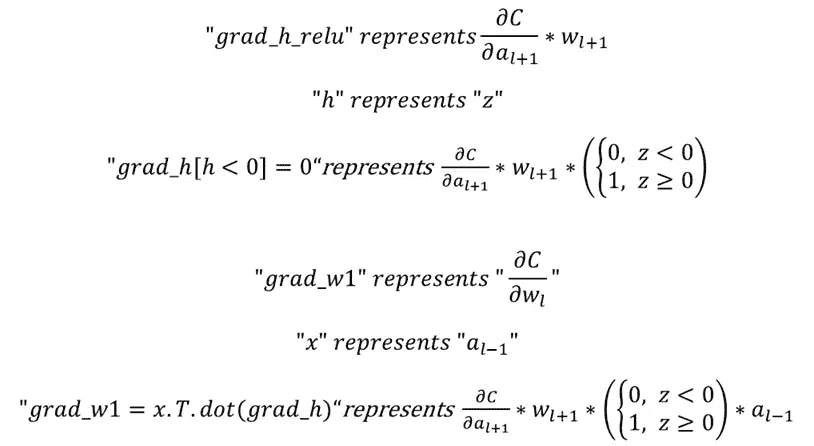 "grad_h_relu" represents ∂C/∂a_{l+1} * w_{l+1}
"h" represents "z"
"grad_h[h < 0] = 0“represents ∂C/∂a_{l+1} * w_{l+1} * ({0, z < 0 1, z ≥ 0)
"grad_w1" represents "∂C/∂w_l"
"x" represents "a_{l−1}"
"grad_w1 = x.T.dot(grad_h)“represents ∂C/∂a_{l+1} * w_{l+1} * ({0, z < 0 1, z ≥ 0) * a_{l−1}